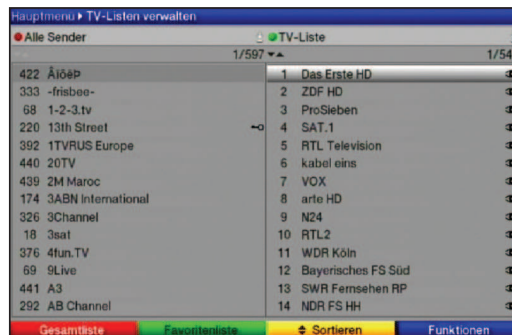 Hauptmenü ▸ TV-Listen verwalten
Alle Sender
1/597
422 Âíôèþ
333 -frisbee-
68 1-2-3.tv
220 13th Street
392 1TVRUS Europe
440 20TV
439 2M Maroc
174 3ABN International
326 3Channel
18 3sat
376 4fun.TV
69 9Live
441 A3
292 AB Channel
TV-Liste
1/54
1 Das Erste HD
2 ZDF HD
3 ProSieben
4 SAT.1
5 RTL Television
6 kabel eins
7 VOX
8 arte HD
9 N24
10 RTL2
11 WDR Köln
12 Bayerisches FS Süd
13 SWR Fernsehen RP
14 NDR FS HH
Gesamtliste
Favoritenliste
Sortieren
Funktionen